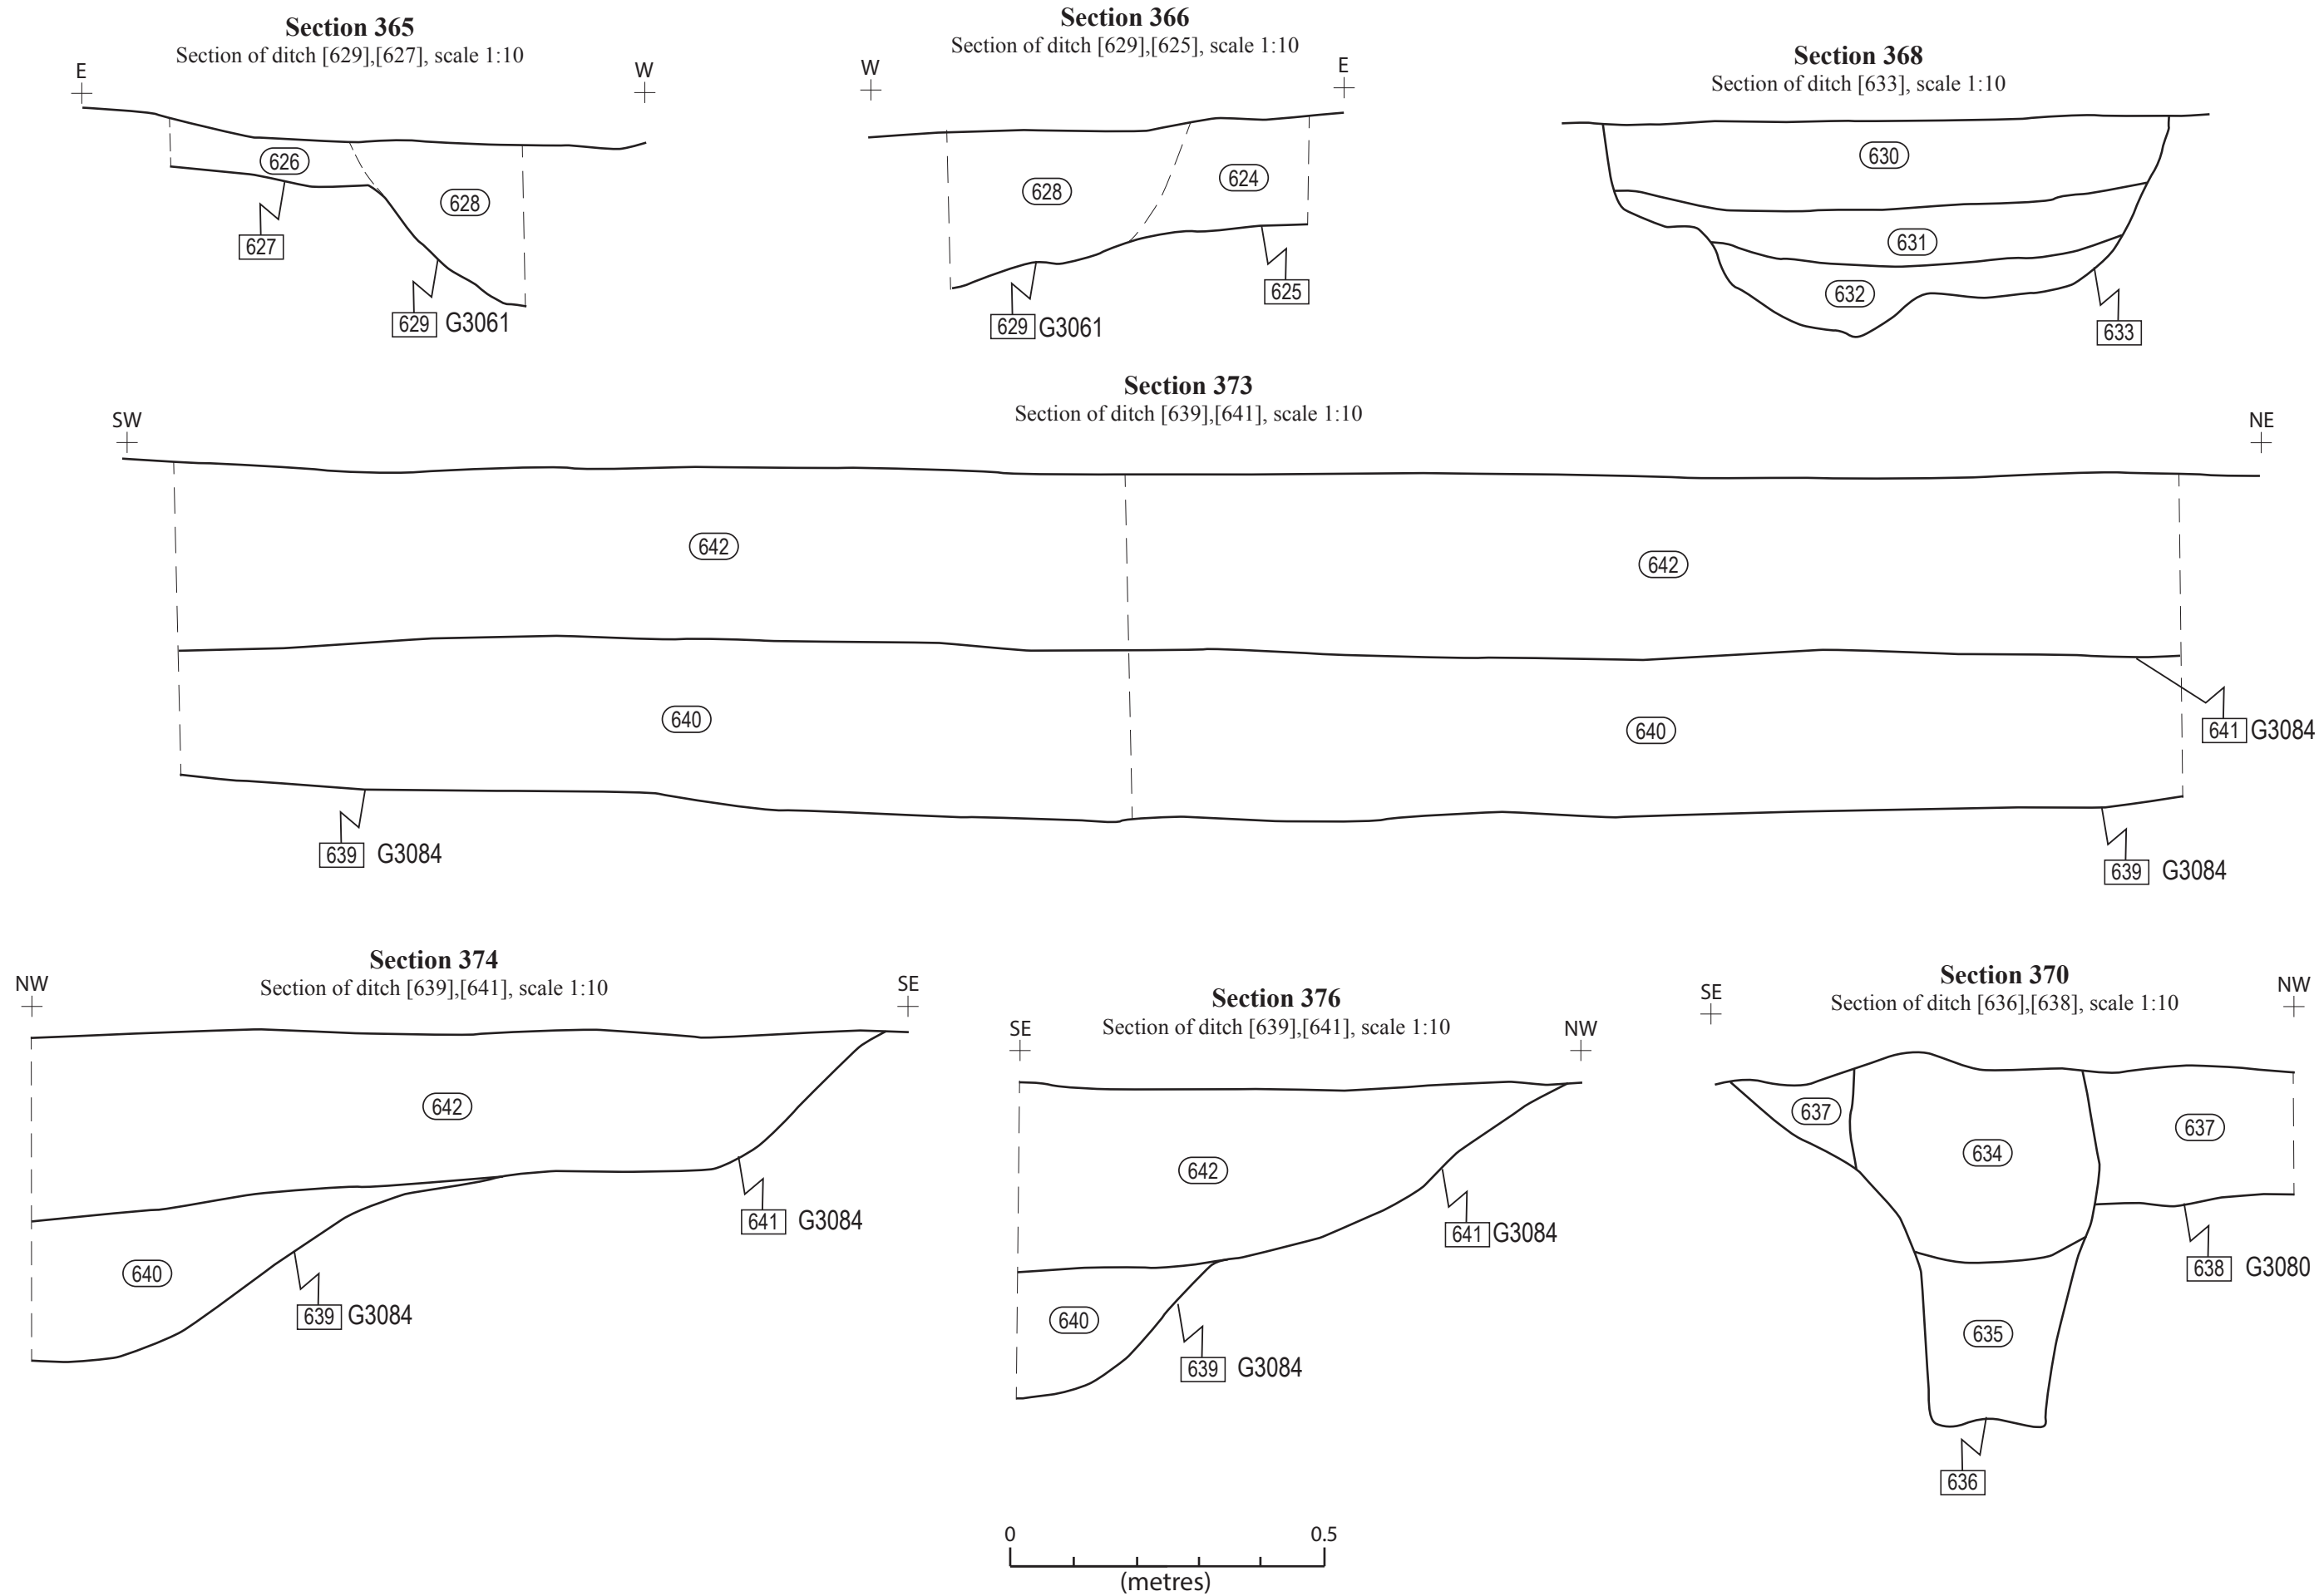 Section 365
Section of ditch [629],[627], scale 1:10
E
W
626
628
627
629 G3061
Section 366
Section of ditch [629],[625], scale 1:10
W
E
628
624
625
629 G3061
Section 368
Section of ditch [633], scale 1:10
630
631
632
633
Section 373
Section of ditch [639],[641], scale 1:10
SW
NE
642
642
640
640
641 G3084
639 G3084
639 G3084
Section 374
Section of ditch [639],[641], scale 1:10
NW
SE
642
641 G3084
640
639 G3084
Section 376
Section of ditch [639],[641], scale 1:10
SE
NW
642
641 G3084
640
639 G3084
Section 370
Section of ditch [636],[638], scale 1:10
SE
NW
637
637
634
638 G3080
635
636
0 0.5
(metres)